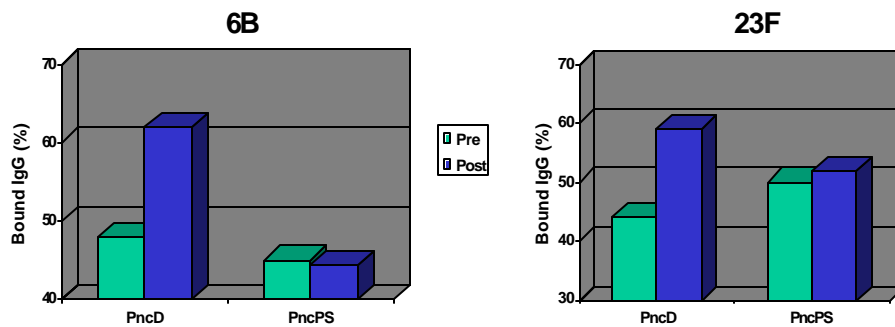 6B
70
60
50
40
Bound IgG (%)
PncD
PncPS
Pre
Post
23F
70
60
50
40
30
Bound IgG (%)
PncD
PncPS